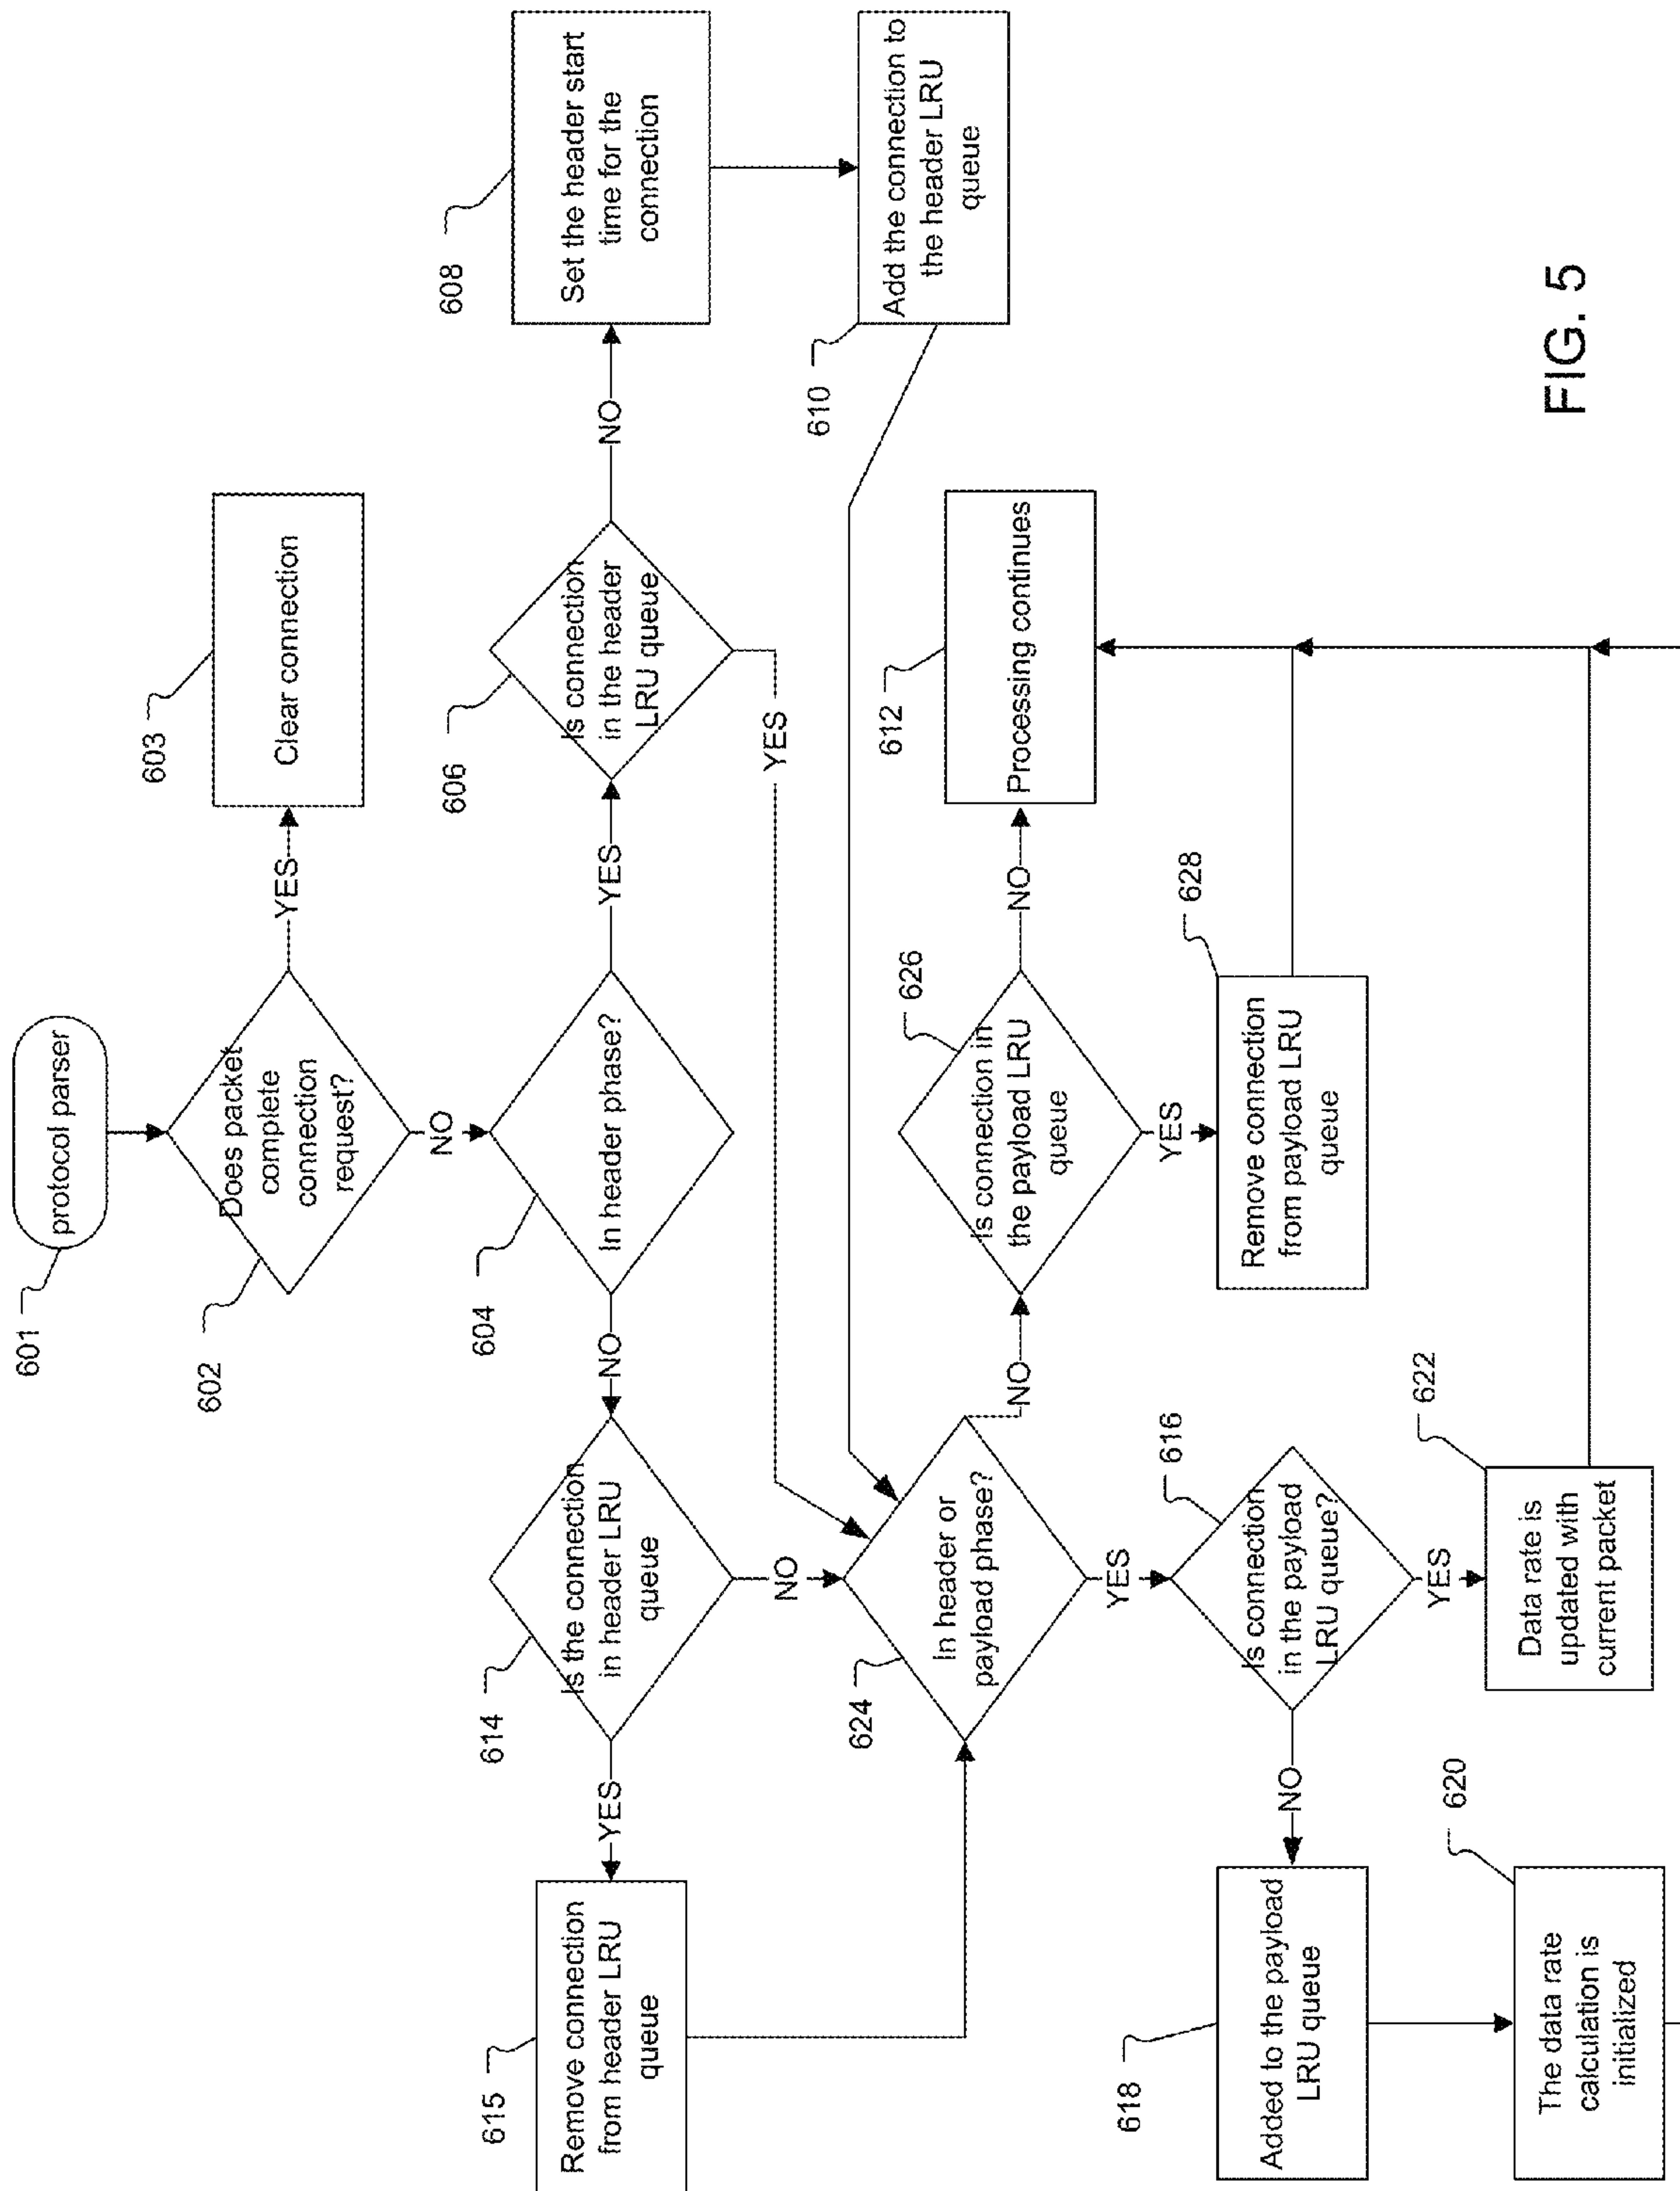 601
protocol parser
602
Does packet
complete
connection
request?
YES
603
Clear connection
NO
604
In header phase?
YES
606
Is connection
in the header
LRU queue
NO
608
Set the header start
time for the
connection
610
Add the connection to
the header LRU
queue
YES
NO
614
Is the connection
in header LRU
queue
YES
615
Remove connection
from header LRU
queue
NO
624
In header or
payload phase?
NO
626
Is connection in
the payload LRU
queue
NO
612
Processing continues
YES
628
Remove connection
from payload LRU
queue
YES
616
Is connection
in the payload
LRU queue?
NO
618
Added to the payload
LRU queue
620
The data rate
calculation is
initialized
YES
622
Data rate is
updated with
current packet
FIG. 5